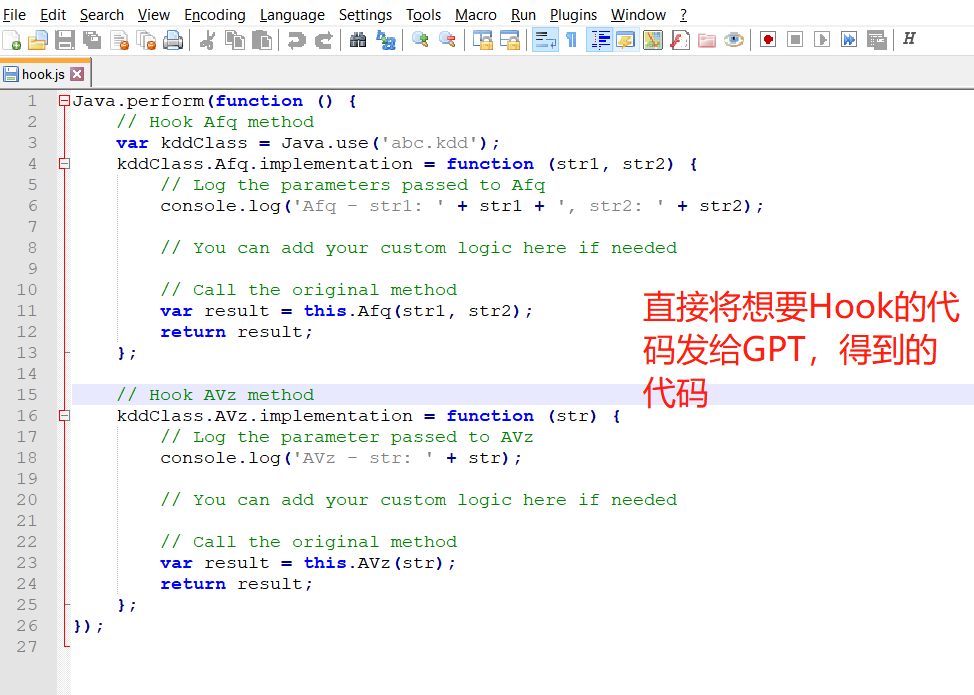 File Edit Search View Encoding Language Settings Tools Macro Run Plugins Window ?
hook.js
1 Java.perform(function () {
2 // Hook Afq method
3 var kddClass = Java.use('abc.kdd');
4 kddClass.Afq.implementation = function (str1, str2) {
5 // Log the parameters passed to Afq
6 console.log('Afq - str1: ' + str1 + ', str2: ' + str2);
7
8 // You can add your custom logic here if needed
9
10 // Call the original method
11 var result = this.Afq(str1, str2);
12 return result;
13 };
14
15 // Hook AVz method
16 kddClass.AVz.implementation = function (str) {
17 // Log the parameter passed to AVz
18 console.log('AVz - str: ' + str);
19
20 // You can add your custom logic here if needed
21
22 // Call the original method
23 var result = this.AVz(str);
24 return result;
25 };
26 });
27
直接将想要Hook的代
码发给GPT，得到的
代码